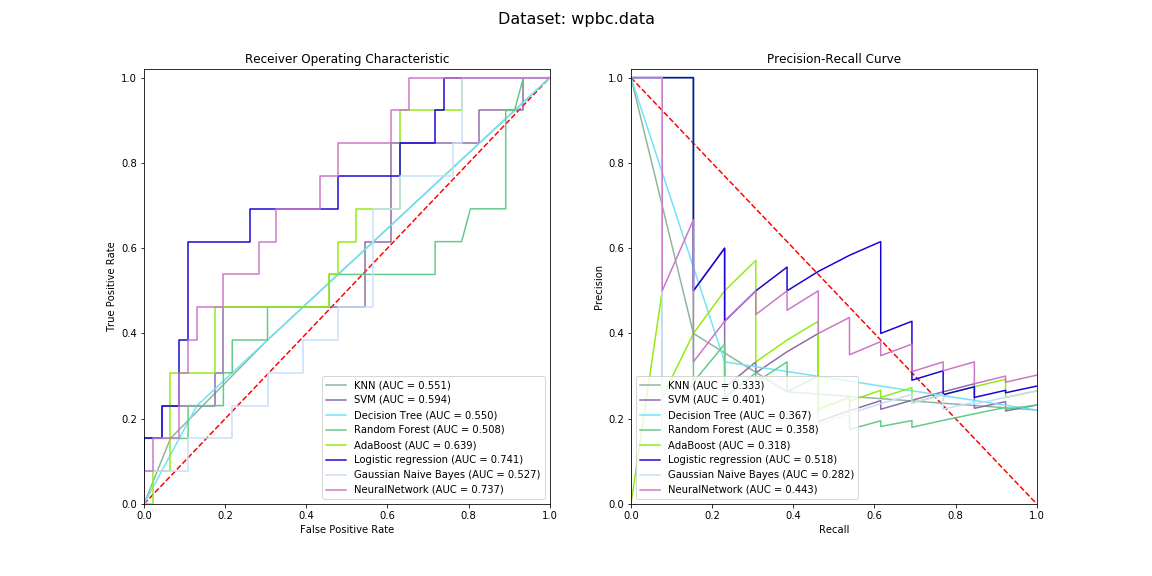 Dataset: wpbc.data
Receiver Operating Characteristic
1.0
0.8
0.6
0.4
0.2
0.0
True Positive Rate
KNN (AUC = 0.551)
SVM (AUC = 0.594)
Decision Tree (AUC = 0.550)
Random Forest (AUC = 0.508)
AdaBoost (AUC = 0.639)
Logistic regression (AUC = 0.741)
Gaussian Naive Bayes (AUC = 0.527)
NeuralNetwork (AUC = 0.737)
0.0 0.2 0.4 0.6 0.8 1.0
False Positive Rate
Precision-Recall Curve
1.0
0.8
0.6
0.4
0.2
0.0
Precision
KNN (AUC = 0.333)
SVM (AUC = 0.401)
Decision Tree (AUC = 0.367)
Random Forest (AUC = 0.358)
AdaBoost (AUC = 0.318)
Logistic regression (AUC = 0.518)
Gaussian Naive Bayes (AUC = 0.282)
NeuralNetwork (AUC = 0.443)
0.0 0.2 0.4 0.6 0.8 1.0
Recall